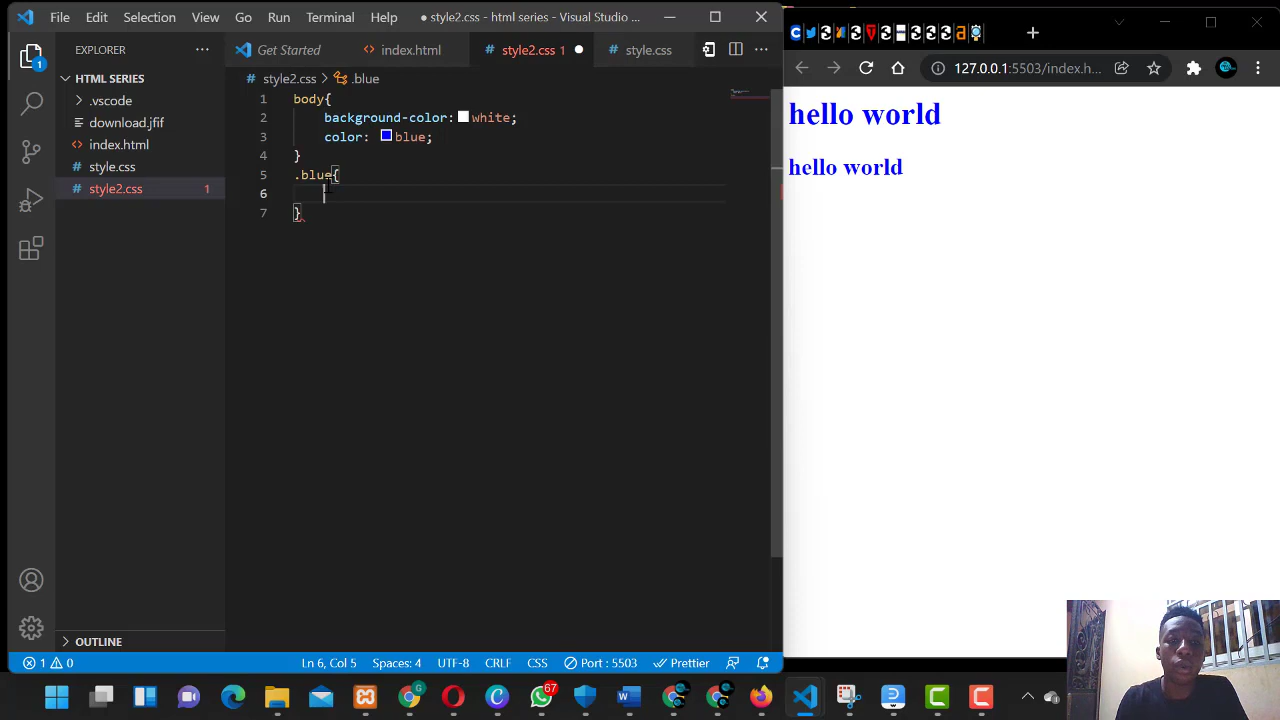 File Edit Selection View Go Run Terminal Help ● style2.css - html series - Visual Studio ...
EXPLORER
Get Started
index.html
style2.css 1
style.css
127.0.0.1:5503/index.h...
HTML SERIES
style2.css > .blue
.vscode
download.jfif
index.html
style.css
style2.css 1
1 body{
2 background-color: white;
3 color: blue;
4 }
5 .blue{
6
7 }
hello world
hello world
OUTLINE
1 0
Ln 6, Col 5
Spaces: 4
UTF-8
CRLF
CSS
Port : 5503
Prettier
67